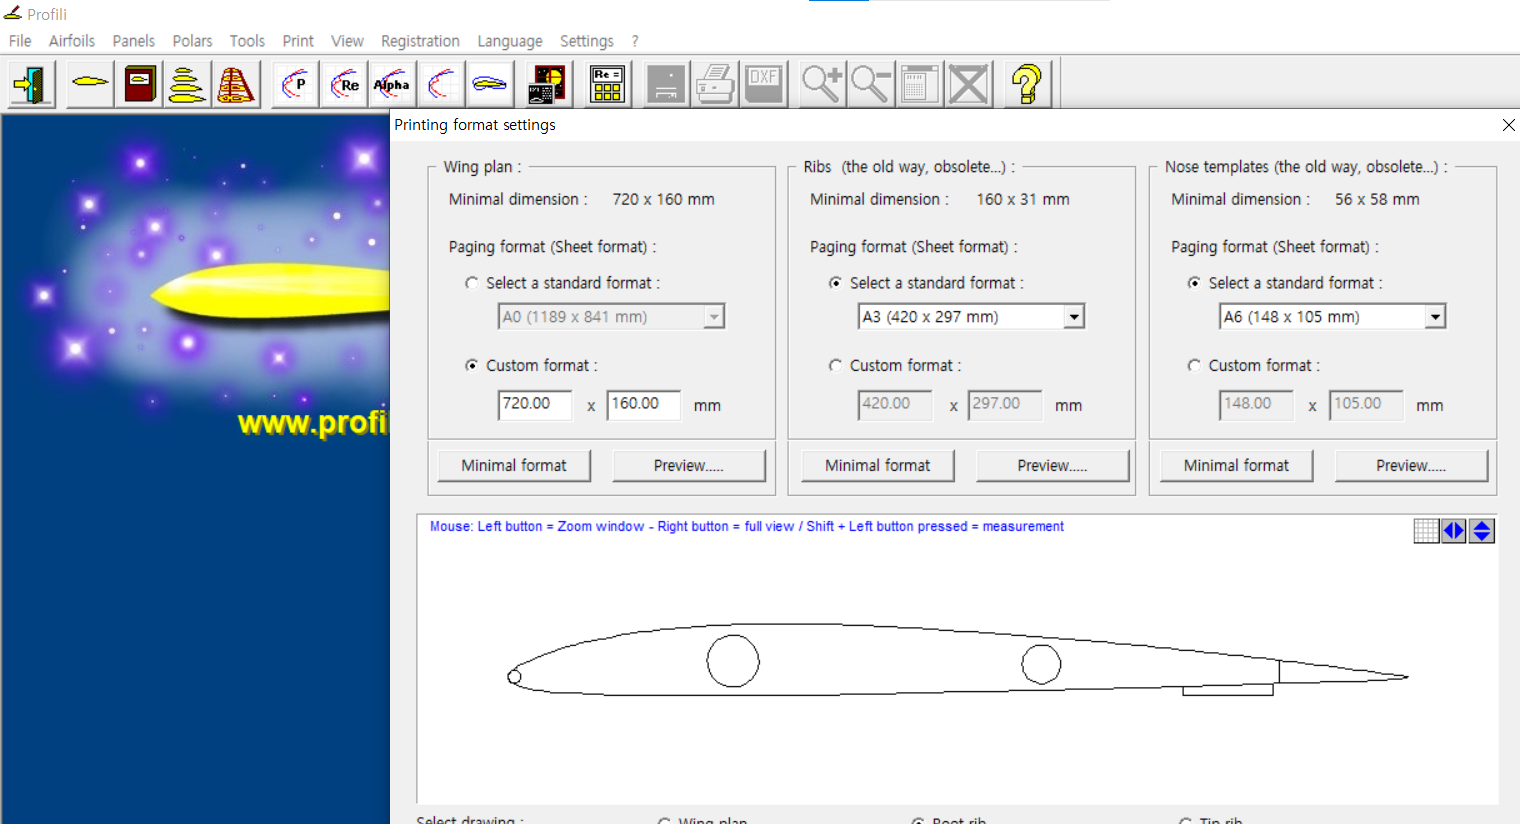 Profili
File Airfoils Panels Polars Tools Print View Registration Language Settings ?
P Re Alpha Re = DXF
Printing format settings
Wing plan :
Minimal dimension : 720 x 160 mm
Paging format (Sheet format) :
Select a standard format :
A0 (1189 x 841 mm)
Custom format :
720.00 x 160.00 mm
Minimal format Preview.....
Ribs (the old way, obsolete...) :
Minimal dimension : 160 x 31 mm
Paging format (Sheet format) :
Select a standard format :
A3 (420 x 297 mm)
Custom format :
420.00 x 297.00 mm
Minimal format Preview.....
Nose templates (the old way, obsolete...) :
Minimal dimension : 56 x 58 mm
Paging format (Sheet format) :
Select a standard format :
A6 (148 x 105 mm)
Custom format :
148.00 x 105.00 mm
Minimal format Preview.....
www.profi
Mouse: Left button = Zoom window - Right button = full view / Shift + Left button pressed = measurement
Select drawing : Wing plan Root rib Tip rib